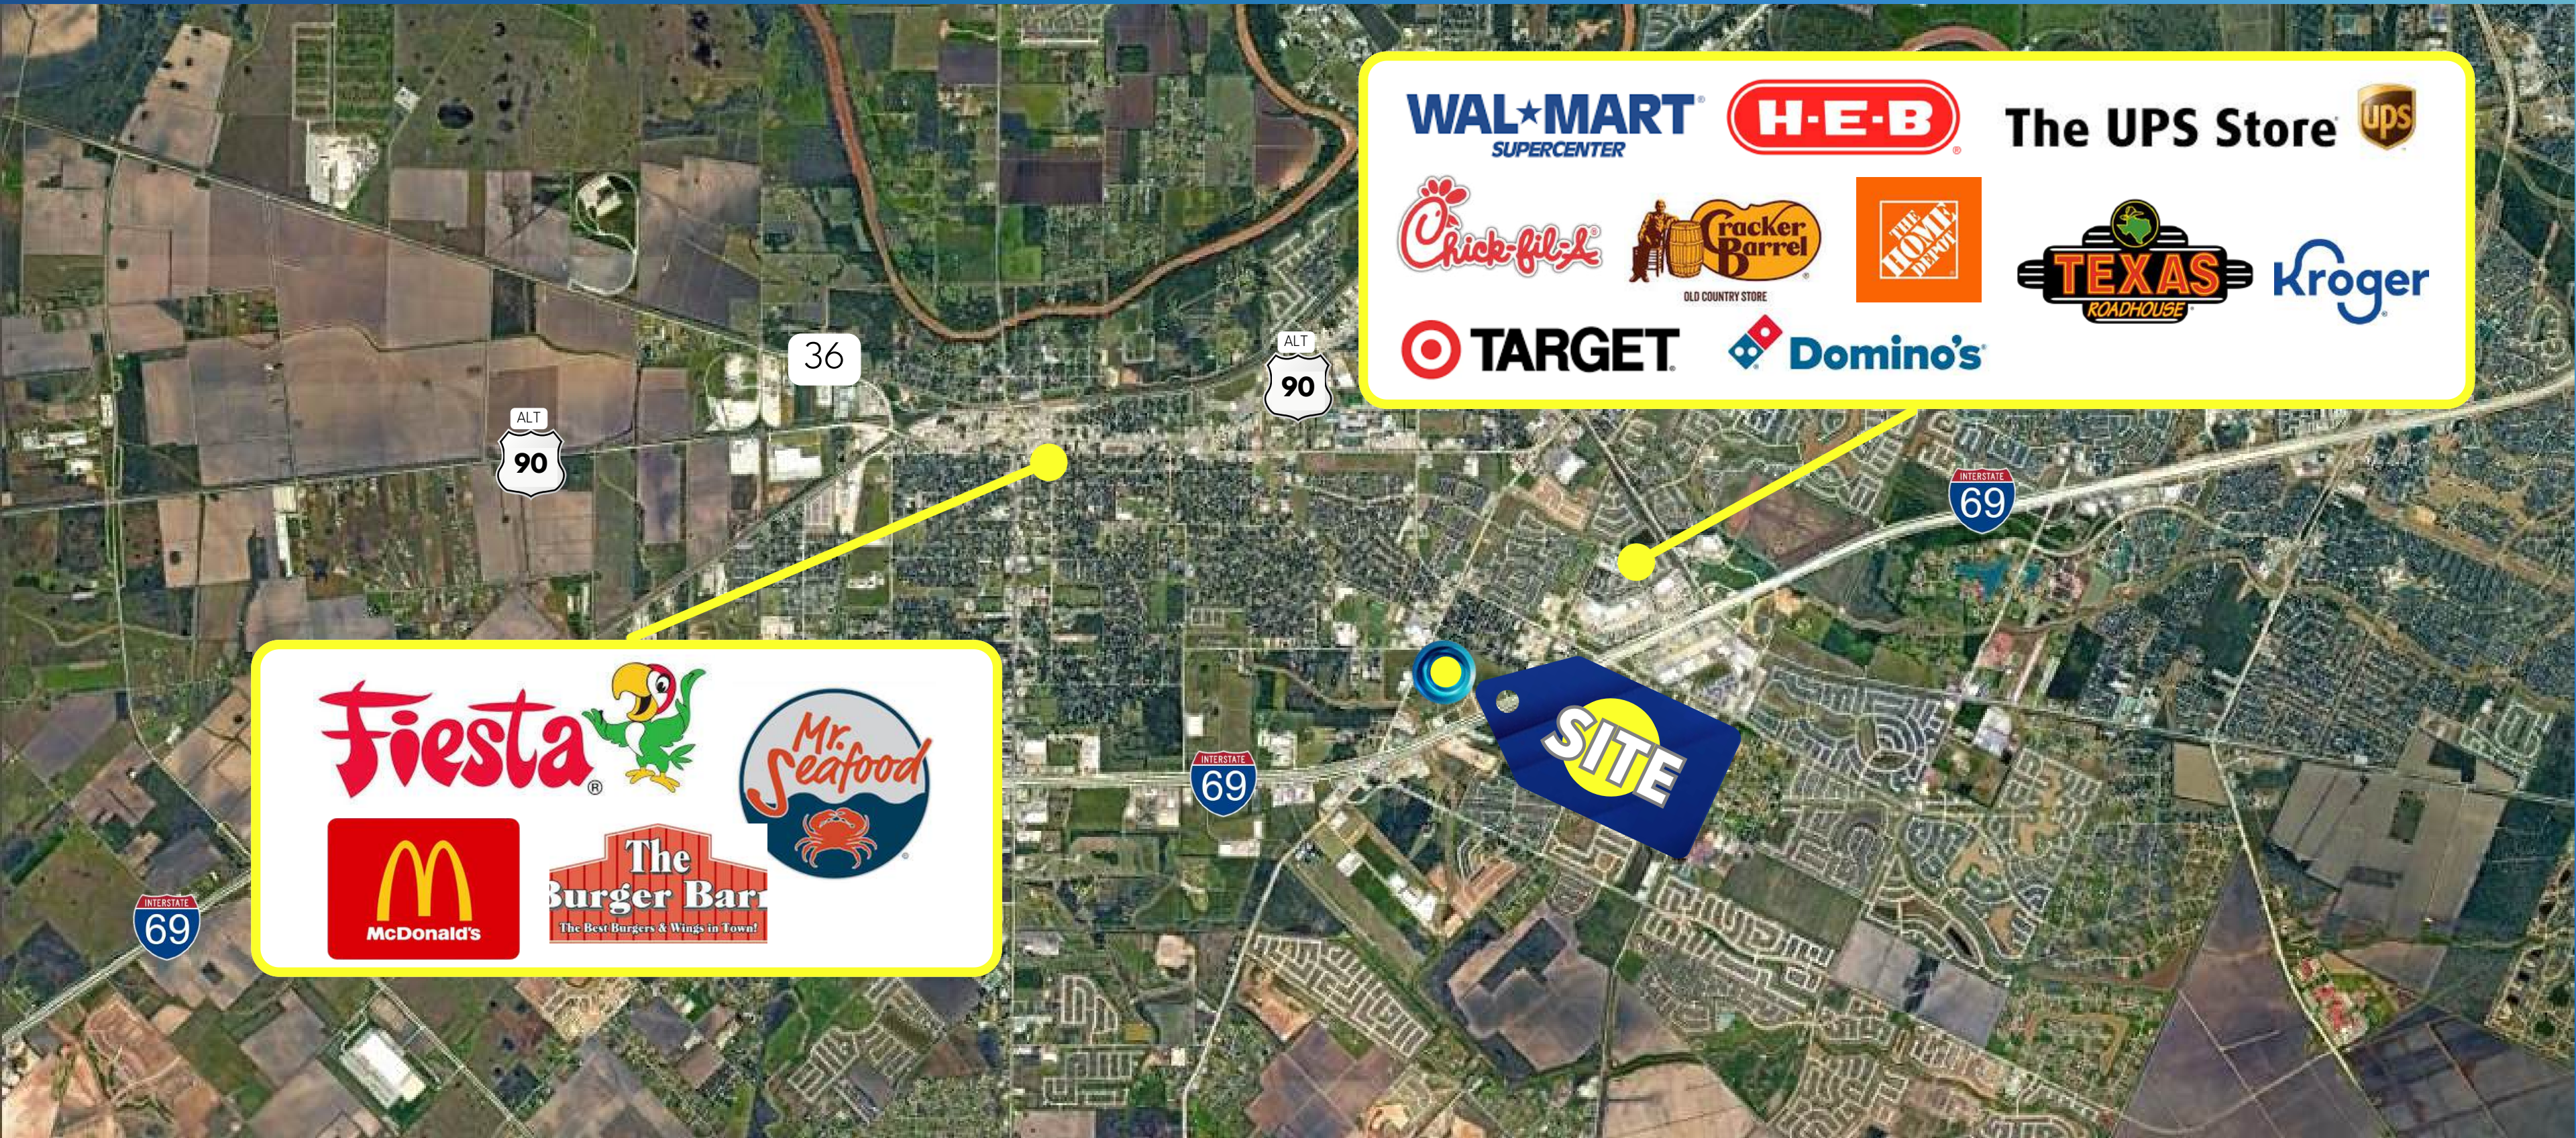 WAL★MART®
SUPERCENTER
H-E-B®
The UPS Store
ups
Chick-fil-A®
Cracker
Barrel®
OLD COUNTRY STORE
THE
HOME
DEPOT
TEXAS
ROADHOUSE
Kroger
TARGET
Domino's
36
ALT
90
ALT
90
INTERSTATE
69
SITE
INTERSTATE
69
INTERSTATE
69
Fiesta®
Mr.
Seafood®
McDonald's
The
Burger Bar
The Best Burgers & Wings in Town!